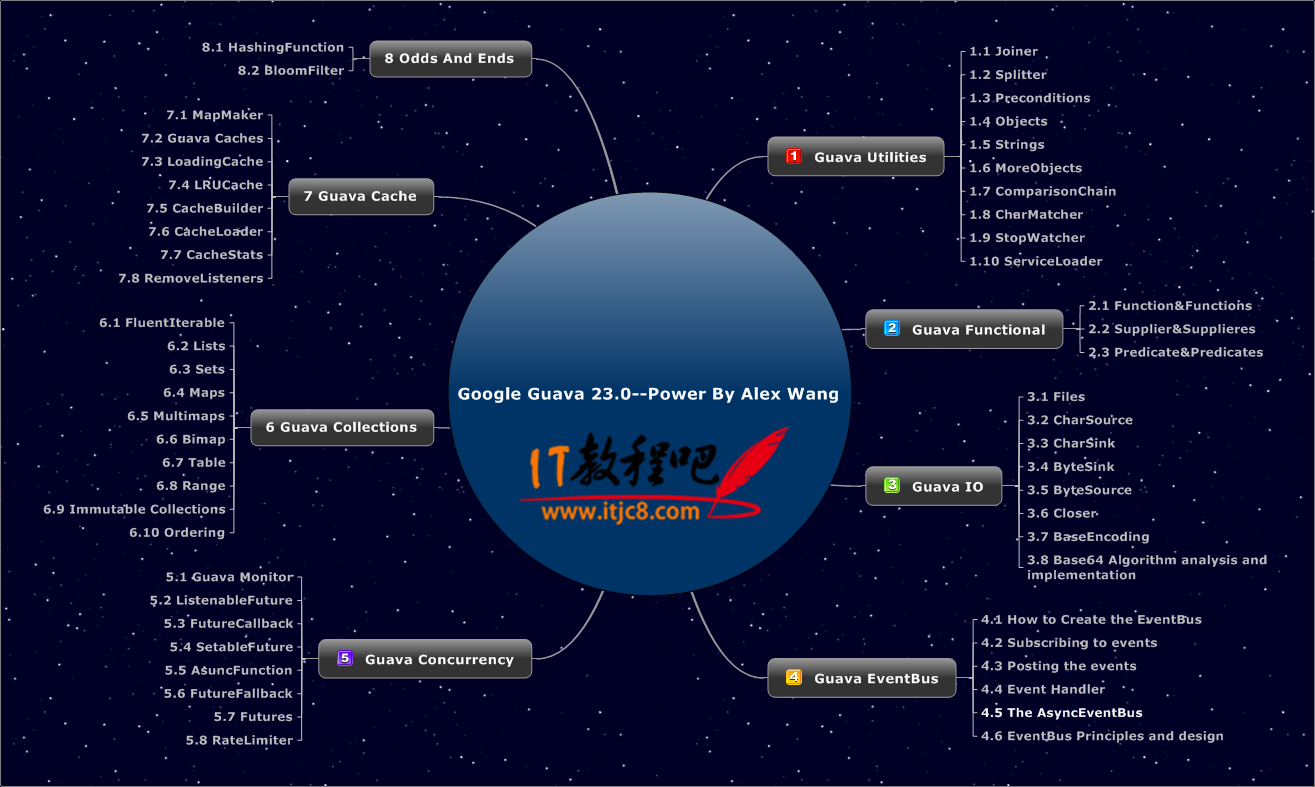 Google Guava 23.0--Power By Alex Wang
IT教程吧
www.itjc8.com
1 Guava Utilities
1.1 Joiner
1.2 Splitter
1.3 Preconditions
1.4 Objects
1.5 Strings
1.6 MoreObjects
1.7 ComparisonChain
1.8 CharMatcher
1.9 StopWatcher
1.10 ServiceLoader
2 Guava Functional
2.1 Function&Functions
2.2 Supplier&Supplieres
2.3 Predicate&Predicates
3 Guava IO
3.1 Files
3.2 CharSource
3.3 CharSink
3.4 ByteSink
3.5 ByteSource
3.6 Closer
3.7 BaseEncoding
3.8 Base64 Algorithm analysis and
implementation
4 Guava EventBus
4.1 How to Create the EventBus
4.2 Subscribing to events
4.3 Posting the events
4.4 Event Handler
4.5 The AsyncEventBus
4.6 EventBus Principles and design
5 Guava Concurrency
5.1 Guava Monitor
5.2 ListenableFuture
5.3 FutureCallback
5.4 SetableFuture
5.5 AsuncFunction
5.6 FutureFallback
5.7 Futures
5.8 RateLimiter
6 Guava Collections
6.1 FluentIterable
6.2 Lists
6.3 Sets
6.4 Maps
6.5 Multimaps
6.6 Bimap
6.7 Table
6.8 Range
6.9 Immutable Collections
6.10 Ordering
7 Guava Cache
7.1 MapMaker
7.2 Guava Caches
7.3 LoadingCache
7.4 LRUCache
7.5 CacheBuilder
7.6 CacheLoader
7.7 CacheStats
7.8 RemoveListeners
8 Odds And Ends
8.1 HashingFunction
8.2 BloomFilter